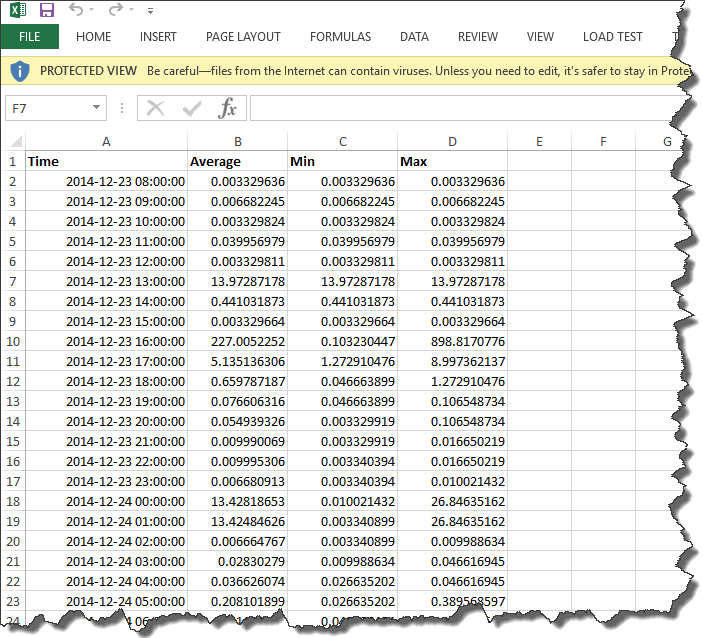 FILE HOME INSERT PAGE LAYOUT FORMULAS DATA REVIEW VIEW LOAD TEST
PROTECTED VIEW Be careful—files from the Internet can contain viruses. Unless you need to edit, it's safer to stay in Prote
F7 fx
A B C D E F G
1 Time Average Min Max
2 2014-12-23 08:00:00 0.003329636 0.003329636 0.003329636
3 2014-12-23 09:00:00 0.006682245 0.006682245 0.006682245
4 2014-12-23 10:00:00 0.003329824 0.003329824 0.003329824
5 2014-12-23 11:00:00 0.039956979 0.039956979 0.039956979
6 2014-12-23 12:00:00 0.003329811 0.003329811 0.003329811
7 2014-12-23 13:00:00 13.97287178 13.97287178 13.97287178
8 2014-12-23 14:00:00 0.441031873 0.441031873 0.441031873
9 2014-12-23 15:00:00 0.003329664 0.003329664 0.003329664
10 2014-12-23 16:00:00 227.0052252 0.103230447 898.8170776
11 2014-12-23 17:00:00 5.135136306 1.272910476 8.997362137
12 2014-12-23 18:00:00 0.659787187 0.046663899 1.272910476
13 2014-12-23 19:00:00 0.076606316 0.046663899 0.106548734
14 2014-12-23 20:00:00 0.054939326 0.003329919 0.106548734
15 2014-12-23 21:00:00 0.009990069 0.003329919 0.016650219
16 2014-12-23 22:00:00 0.009995306 0.003340394 0.016650219
17 2014-12-23 23:00:00 0.006680913 0.003340394 0.010021432
18 2014-12-24 00:00:00 13.42818653 0.010021432 26.84635162
19 2014-12-24 01:00:00 13.42484626 0.003340899 26.84635162
20 2014-12-24 02:00:00 0.006664767 0.003340899 0.009988634
21 2014-12-24 03:00:00 0.02830279 0.009988634 0.046616945
22 2014-12-24 04:00:00 0.036626074 0.026635202 0.046616945
23 2014-12-24 05:00:00 0.208101899 0.026635202 0.389568597
24